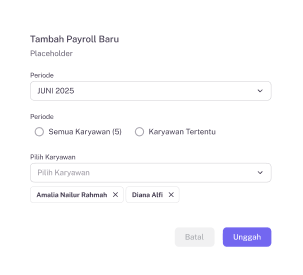 Tambah Payroll Baru
Placeholder
Periode
JUNI 2025
Periode
Semua Karyawan (5)
Karyawan Tertentu
Pilih Karyawan
Pilih Karyawan
Amalia Nailur Rahmah
Diana Alfi
Batal
Unggah